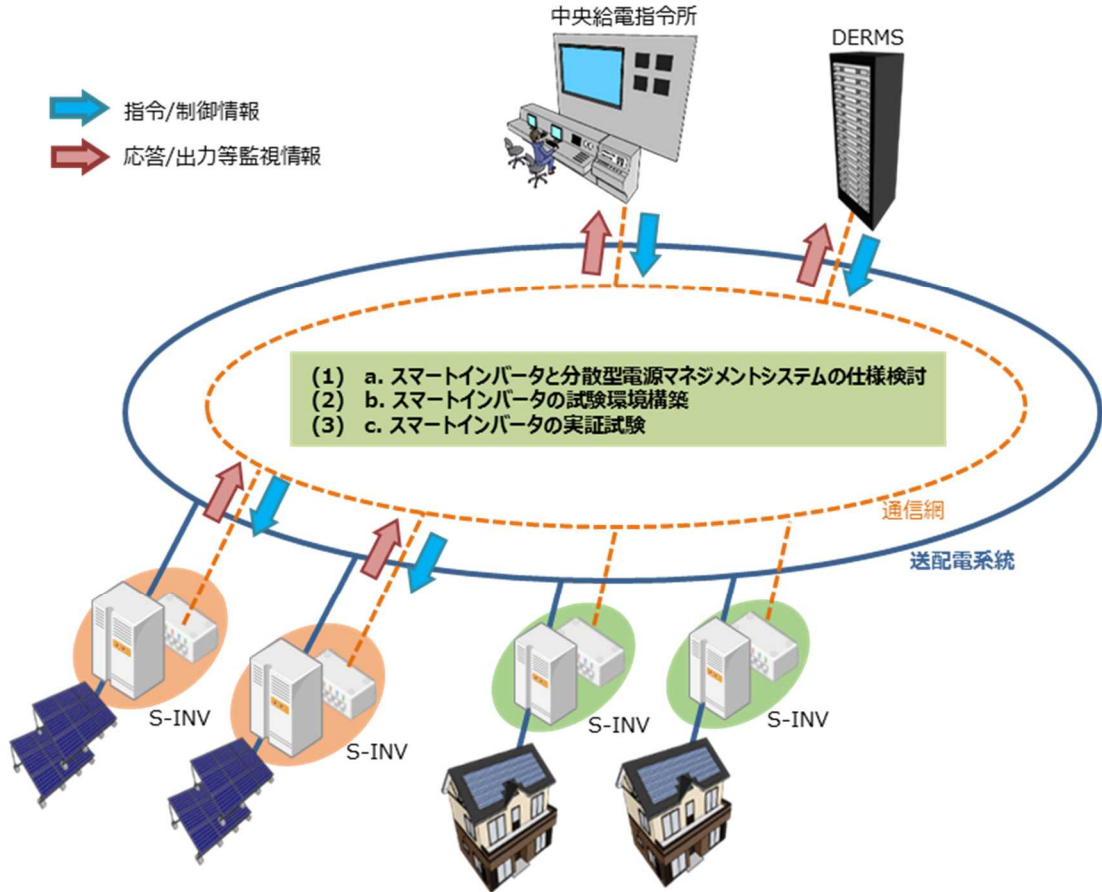 中央給電指令所
DERMS
指令/制御情報
応答/出力等監視情報
(1) a. スマートインバータと分散型電源マネジメントシステムの仕様検討
(2) b. スマートインバータの試験環境構築
(3) c. スマートインバータの実証試験
通信網
送配電系統
S-INV
S-INV
S-INV
S-INV